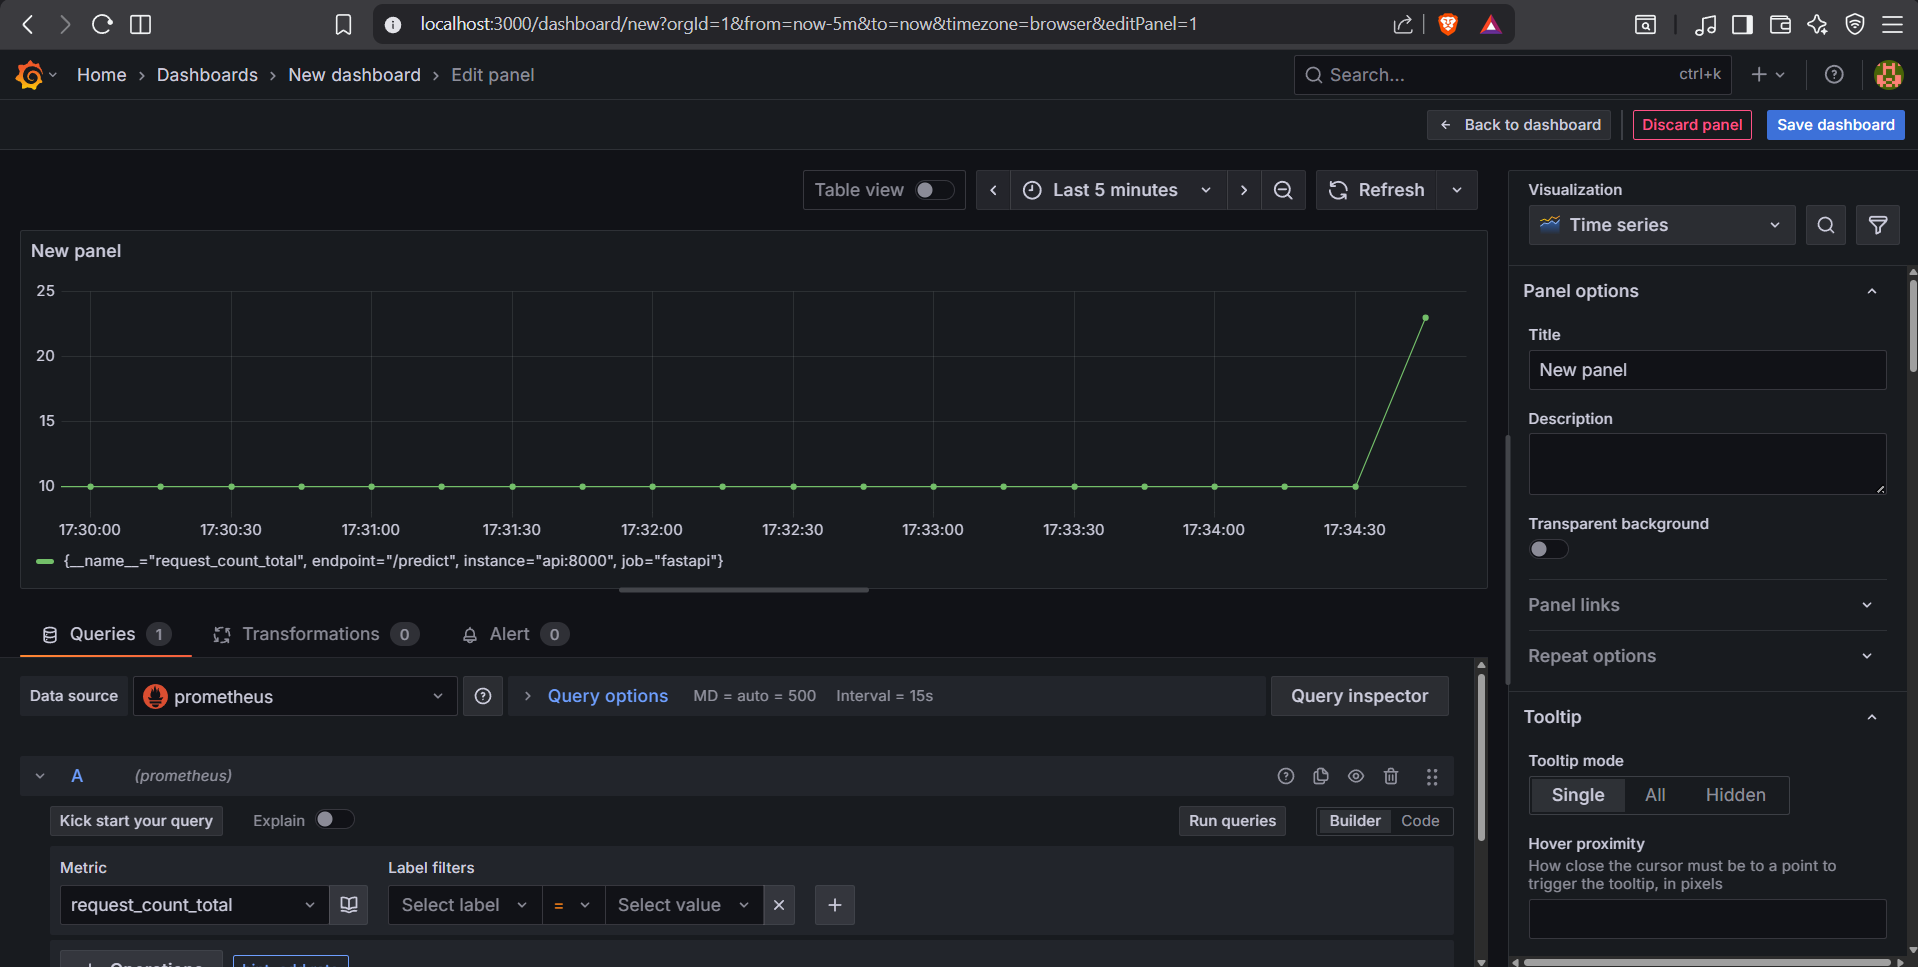 localhost:3000/dashboard/new?orgId=1&from=now-5m&to=now&timezone=browser&editPanel=1
Home › Dashboards › New dashboard › Edit panel
Search...
ctrl+k
Back to dashboard
Discard panel
Save dashboard
Table view
Last 5 minutes
Refresh
New panel
25
20
15
10
17:30:00
17:30:30
17:31:00
17:31:30
17:32:00
17:32:30
17:33:00
17:33:30
17:34:00
17:34:30
{__name__="request_count_total", endpoint="/predict", instance="api:8000", job="fastapi"}
Queries 1
Transformations 0
Alert 0
Data source
prometheus
Query options
MD = auto = 500
Interval = 15s
Query inspector
A
(prometheus)
Kick start your query
Explain
Run queries
Builder
Code
Metric
Label filters
request_count_total
Select label
=
Select value
Visualization
Time series
Panel options
Title
New panel
Description
Transparent background
Panel links
Repeat options
Tooltip
Tooltip mode
Single
All
Hidden
Hover proximity
How close the cursor must be to a point to
trigger the tooltip, in pixels